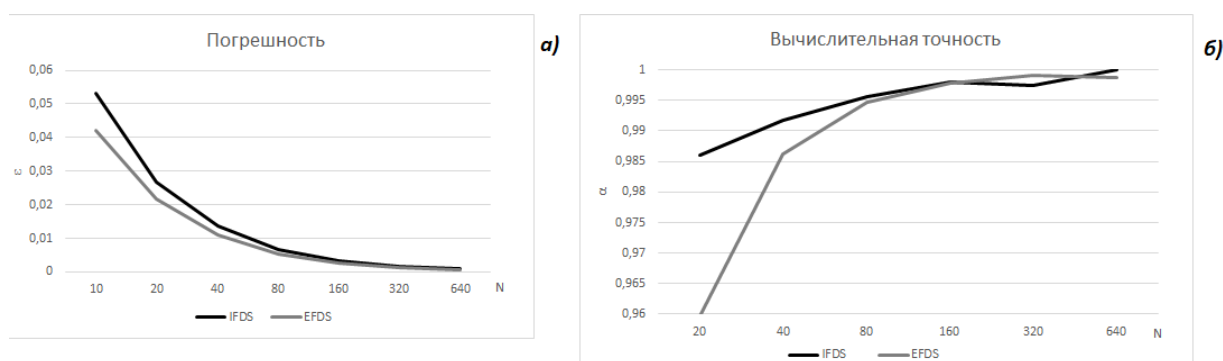 Погрешность
а)
0,06
0,05
0,04
0,03
0,02
0,01
0
ε
10 20 40 80 160 320 640 N
IFDS EFDS
Вычислительная точность
б)
1
0,995
0,99
0,985
0,98
0,975
0,97
0,965
0,96
α
20 40 80 160 320 640 N
IFDS EFDS